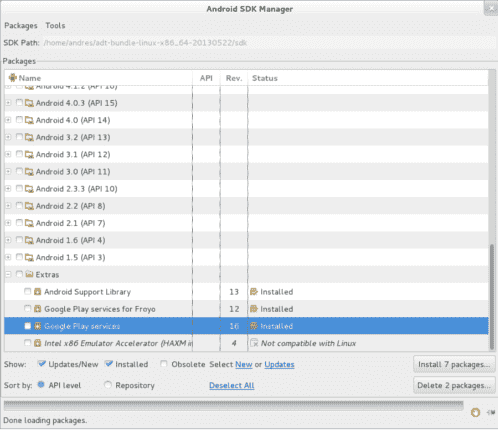 Android SDK Manager
Packages Tools
SDK Path: /home/andres/adt-bundle-linux-x86_64-20130522/sdk
Packages
Name API Rev. Status
Android 4.1.2 (API 16)
Android 4.0.3 (API 15)
Android 4.0 (API 14)
Android 3.2 (API 13)
Android 3.1 (API 12)
Android 3.0 (API 11)
Android 2.3.3 (API 10)
Android 2.2 (API 8)
Android 2.1 (API 7)
Android 1.6 (API 4)
Android 1.5 (API 3)
Extras
Android Support Library 13 Installed
Google Play services for Froyo 12 Installed
Google Play services Installed
Intel x86 Emulator Accelerator (HAXM in 4 Not compatible with Linux
Show: Updates/New Installed Obsolete Select New or Updates Install 7 packages...
Sort by: API level Repository Deselect All Delete 2 packages...
Done loading packages.